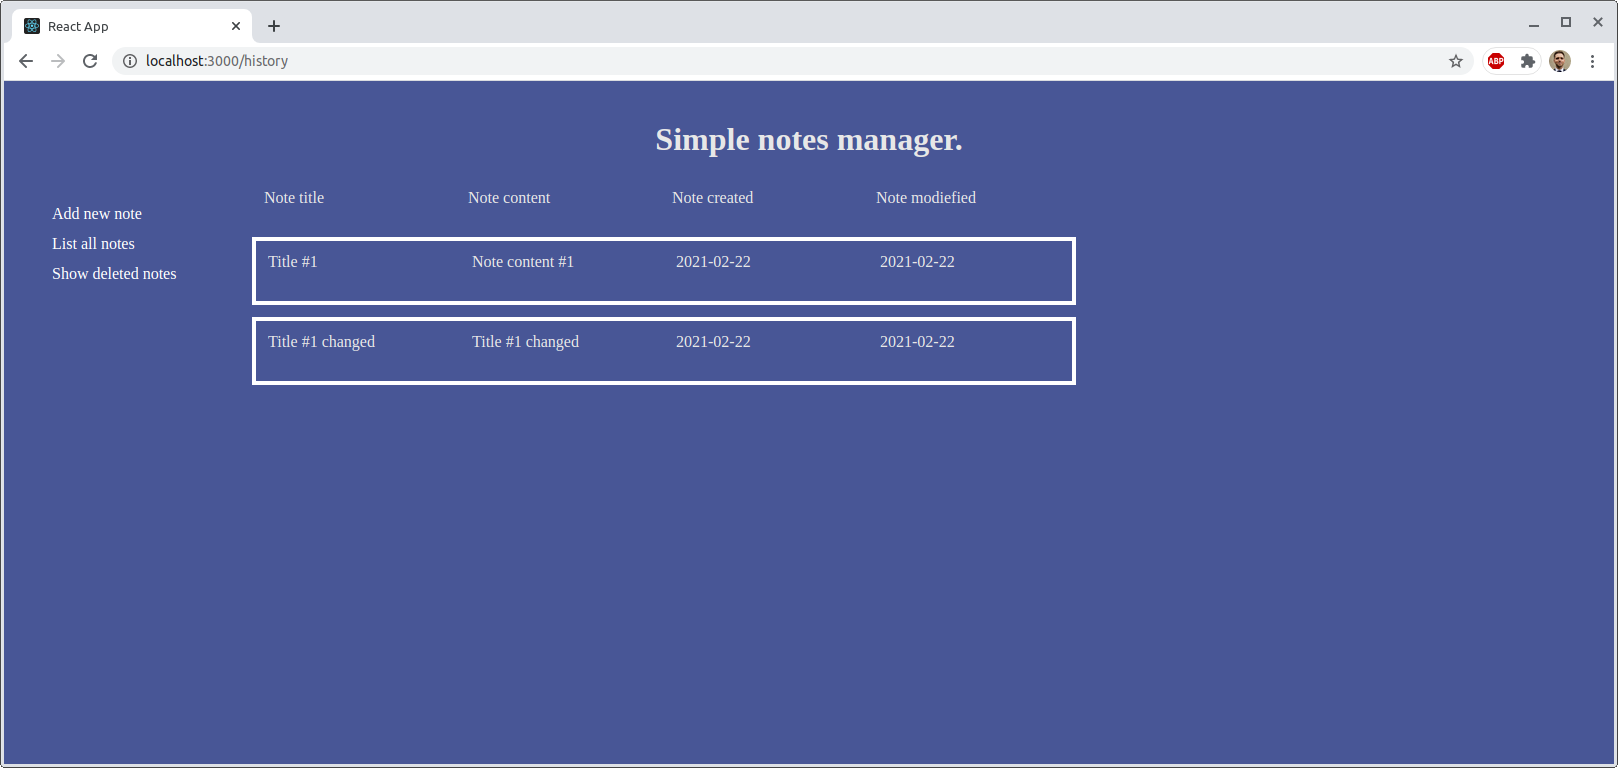 React App
localhost:3000/history
ABP
Simple notes manager.
Note title Note content Note created Note modiefied
Add new note
List all notes
Show deleted notes
Title #1 Note content #1 2021-02-22 2021-02-22
Title #1 changed Title #1 changed 2021-02-22 2021-02-22